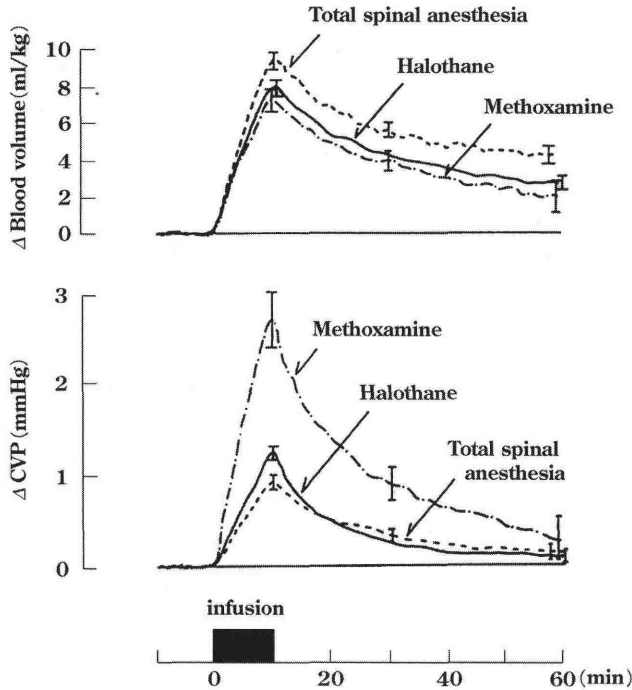 Total spinal anesthesia
Halothane
Methoxamine
Δ Blood volume (ml/kg)
10
8
6
4
2
0
Δ CVP (mmHg)
3
2
1
0
Methoxamine
Halothane
Total spinal
anesthesia
infusion
0 20 40 60 (min)